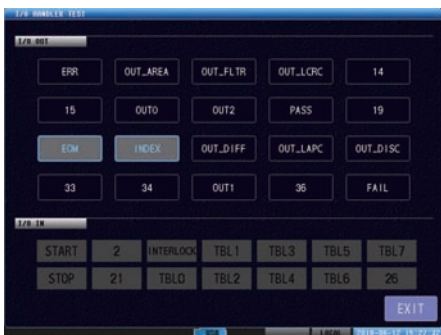 I/O HANDLER TEST
I/O OUT
ERR OUT_AREA OUT_FLTR OUT_LCRC 14
15 OUT0 OUT2 PASS 19
EOM INDEX OUT_DIFF OUT_LAPC OUT_DISC
33 34 OUT1 36 FAIL
I/O IN
START 2 INTERLOCK TBL1 TBL3 TBL5 TBL7
STOP 21 TBL0 TBL2 TBL4 TBL6 26
EXIT
USB LOCAL